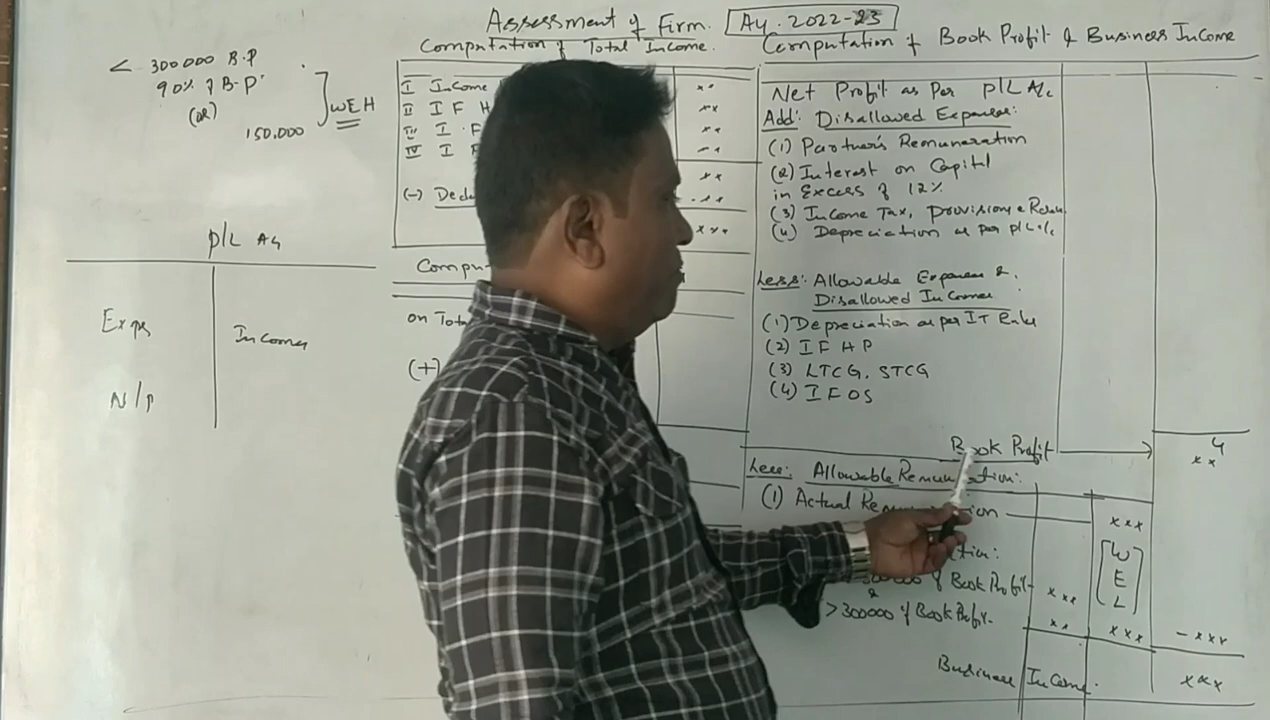 Assessment of Firm. AY. 2022-23
< 300000 B.P
90% of B.P
(OR)
150,000
WEH
P/L A/c
Exps
Incomes
N/P
Computation of Total Income.
I Income
II I F H
III I F
IV I F
(-) Dedu
Compu
on Tota
(+)
Computation of Book Profit & Business Income
Net Profit as Per P/L A/c
Add: Disallowed Expenses:
(1) Partner's Remuneration
(2) Interest on Capital
in Excess of 12%
(3) Income Tax, Provisions & Reser
(4) Depreciation as per P/L A/c
Less: Allowable Expenses &
Disallowed Incomes
(1) Depreciation as per IT Rules
(2) I F H P
(3) LTCG, STCG
(4) I F O S
Book Profit
Less: Allowable Remuneration:
(1) Actual Remuneration
tion:
300000 of Book Profit
&
> 300000 of Book Profit.
W
E
L
Business Income.